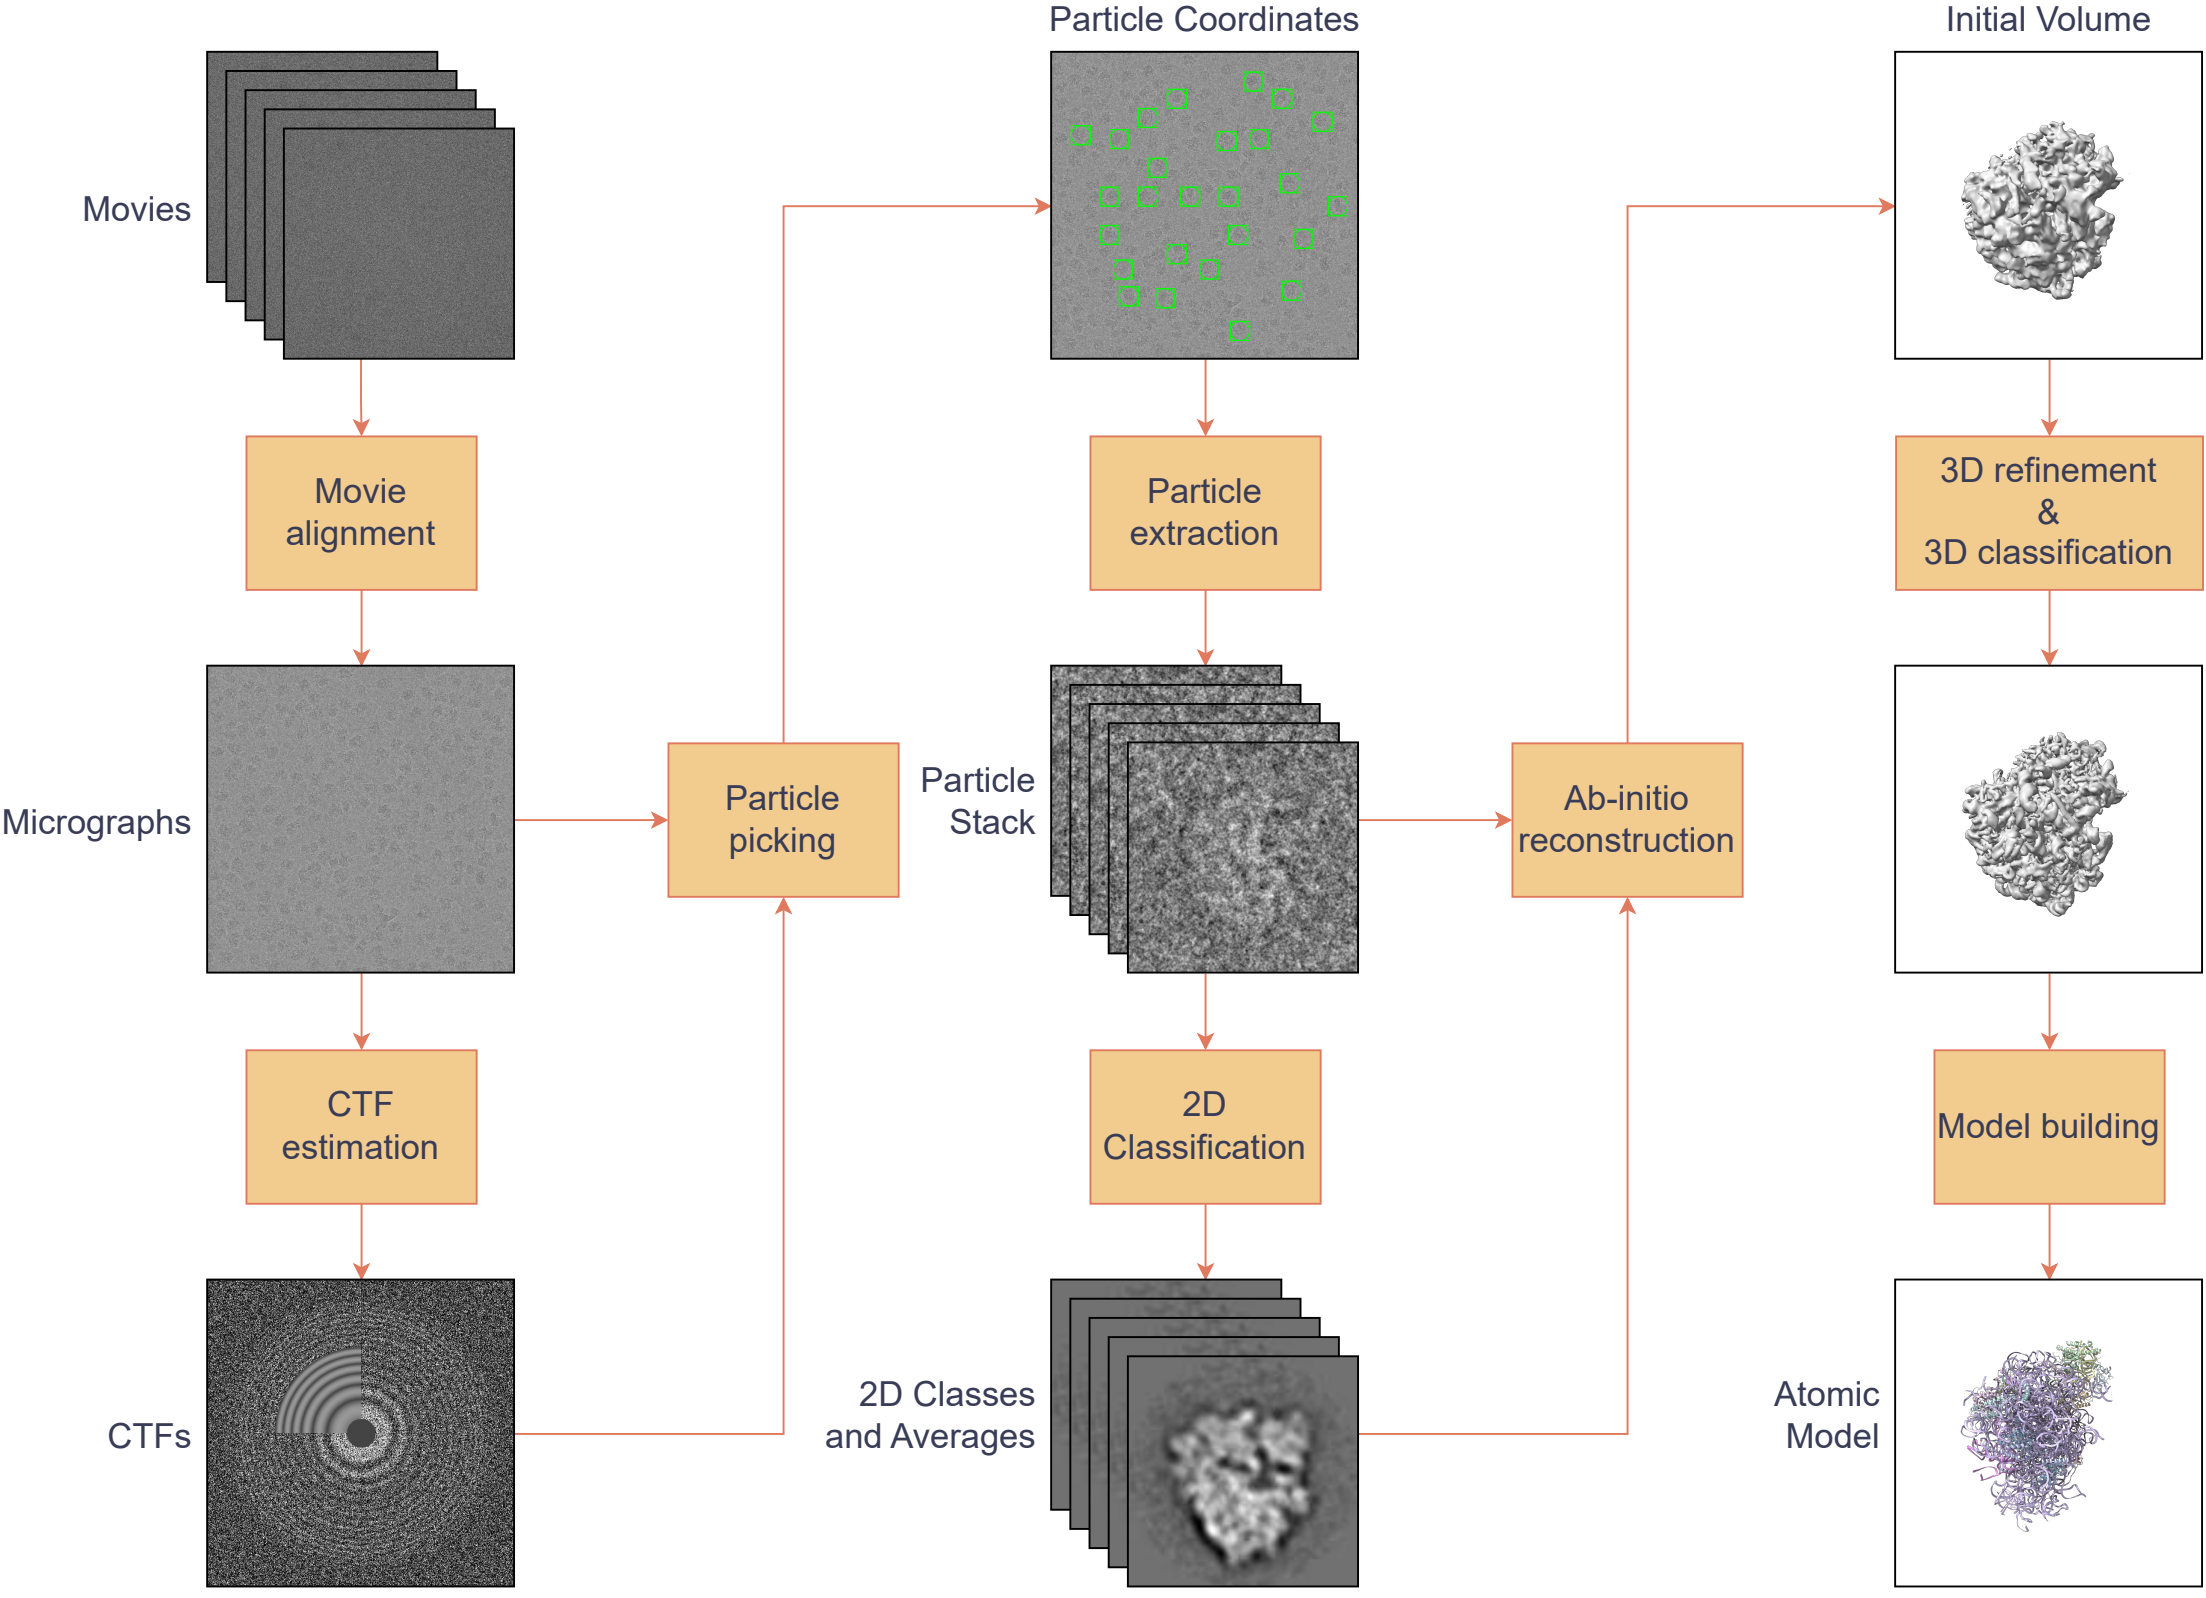 Movies
Movie
alignment
Micrographs
CTF
estimation
CTFs
Particle
picking
Particle Coordinates
Particle
extraction
Particle
Stack
2D
Classification
2D Classes
and Averages
Ab-initio
reconstruction
Initial Volume
3D refinement
&
3D classification
Model building
Atomic
Model